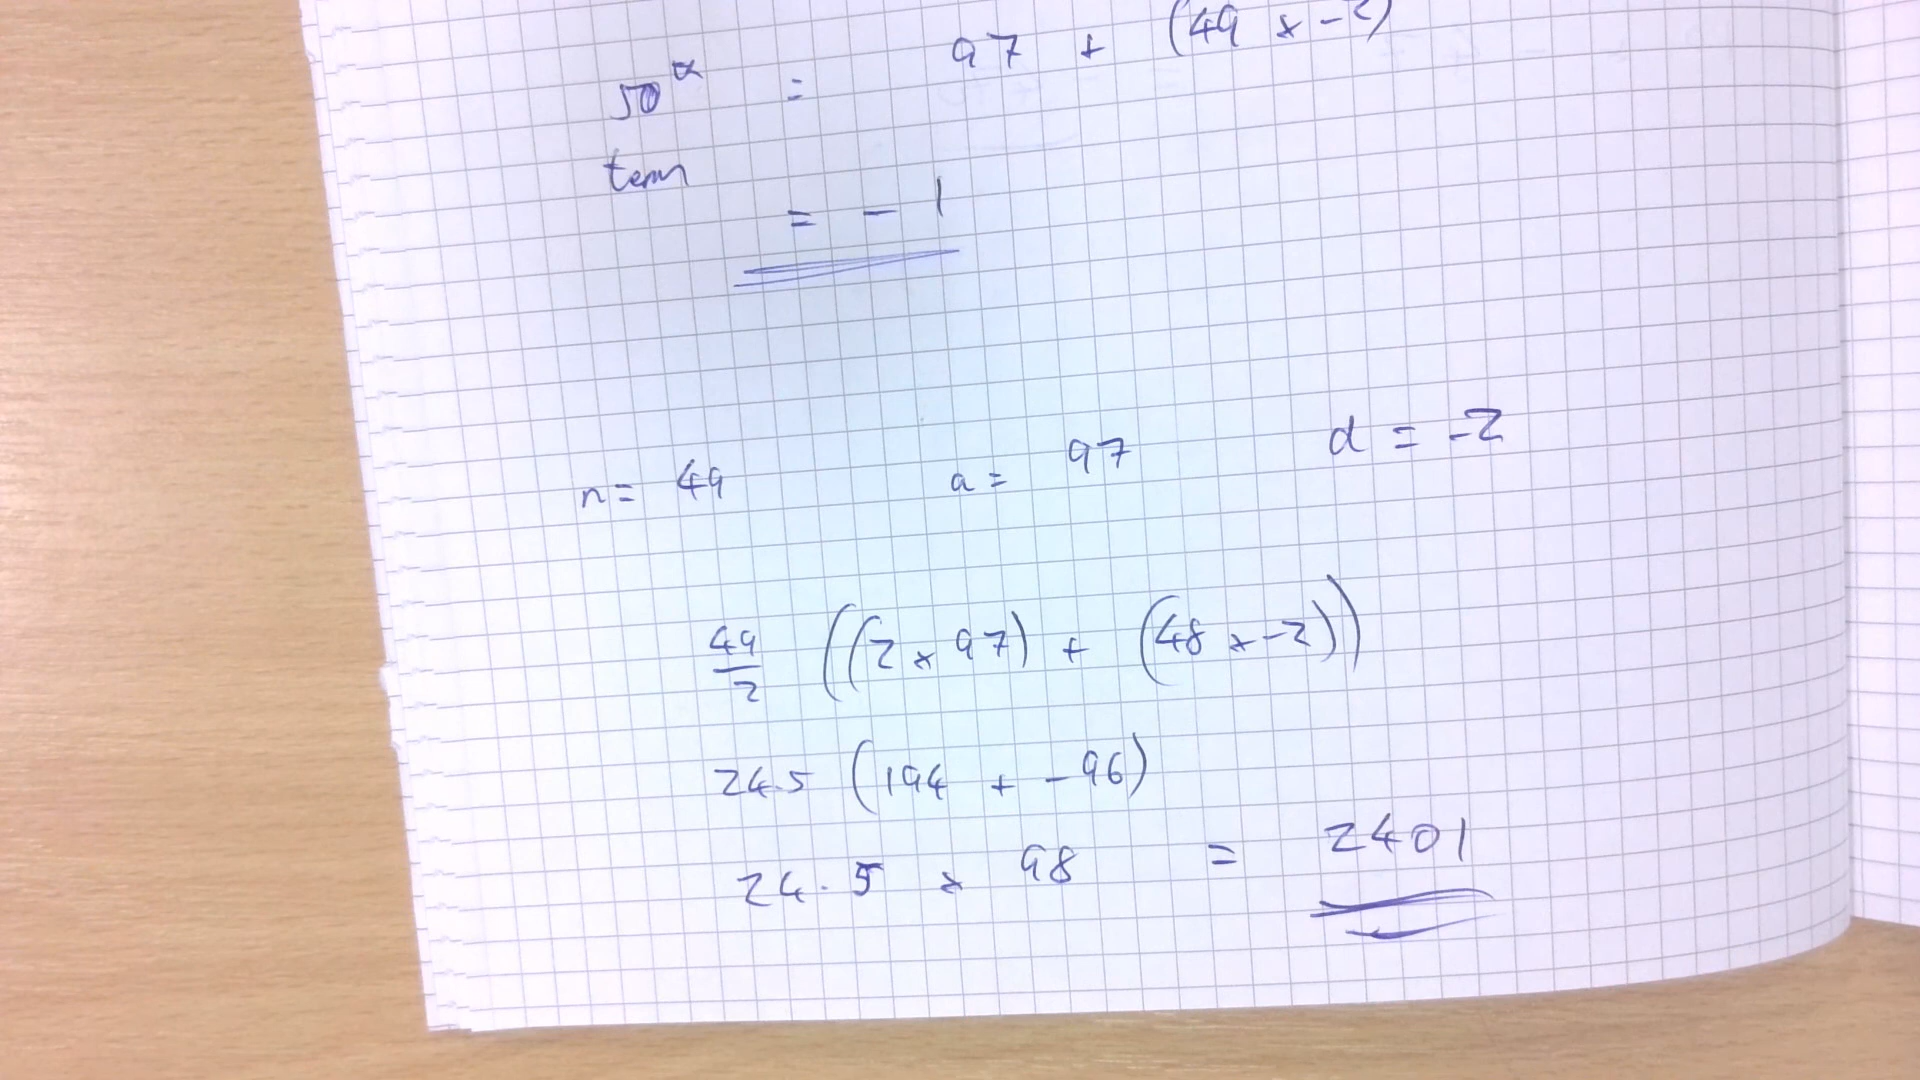 50th = 97 + (49 × -2)
term
= - 1
n = 49 a = 97 d = -2
49/2 ((2 × 97) + (48 × -2))
24.5 (194 + -96)
24.5 × 98 = 2401